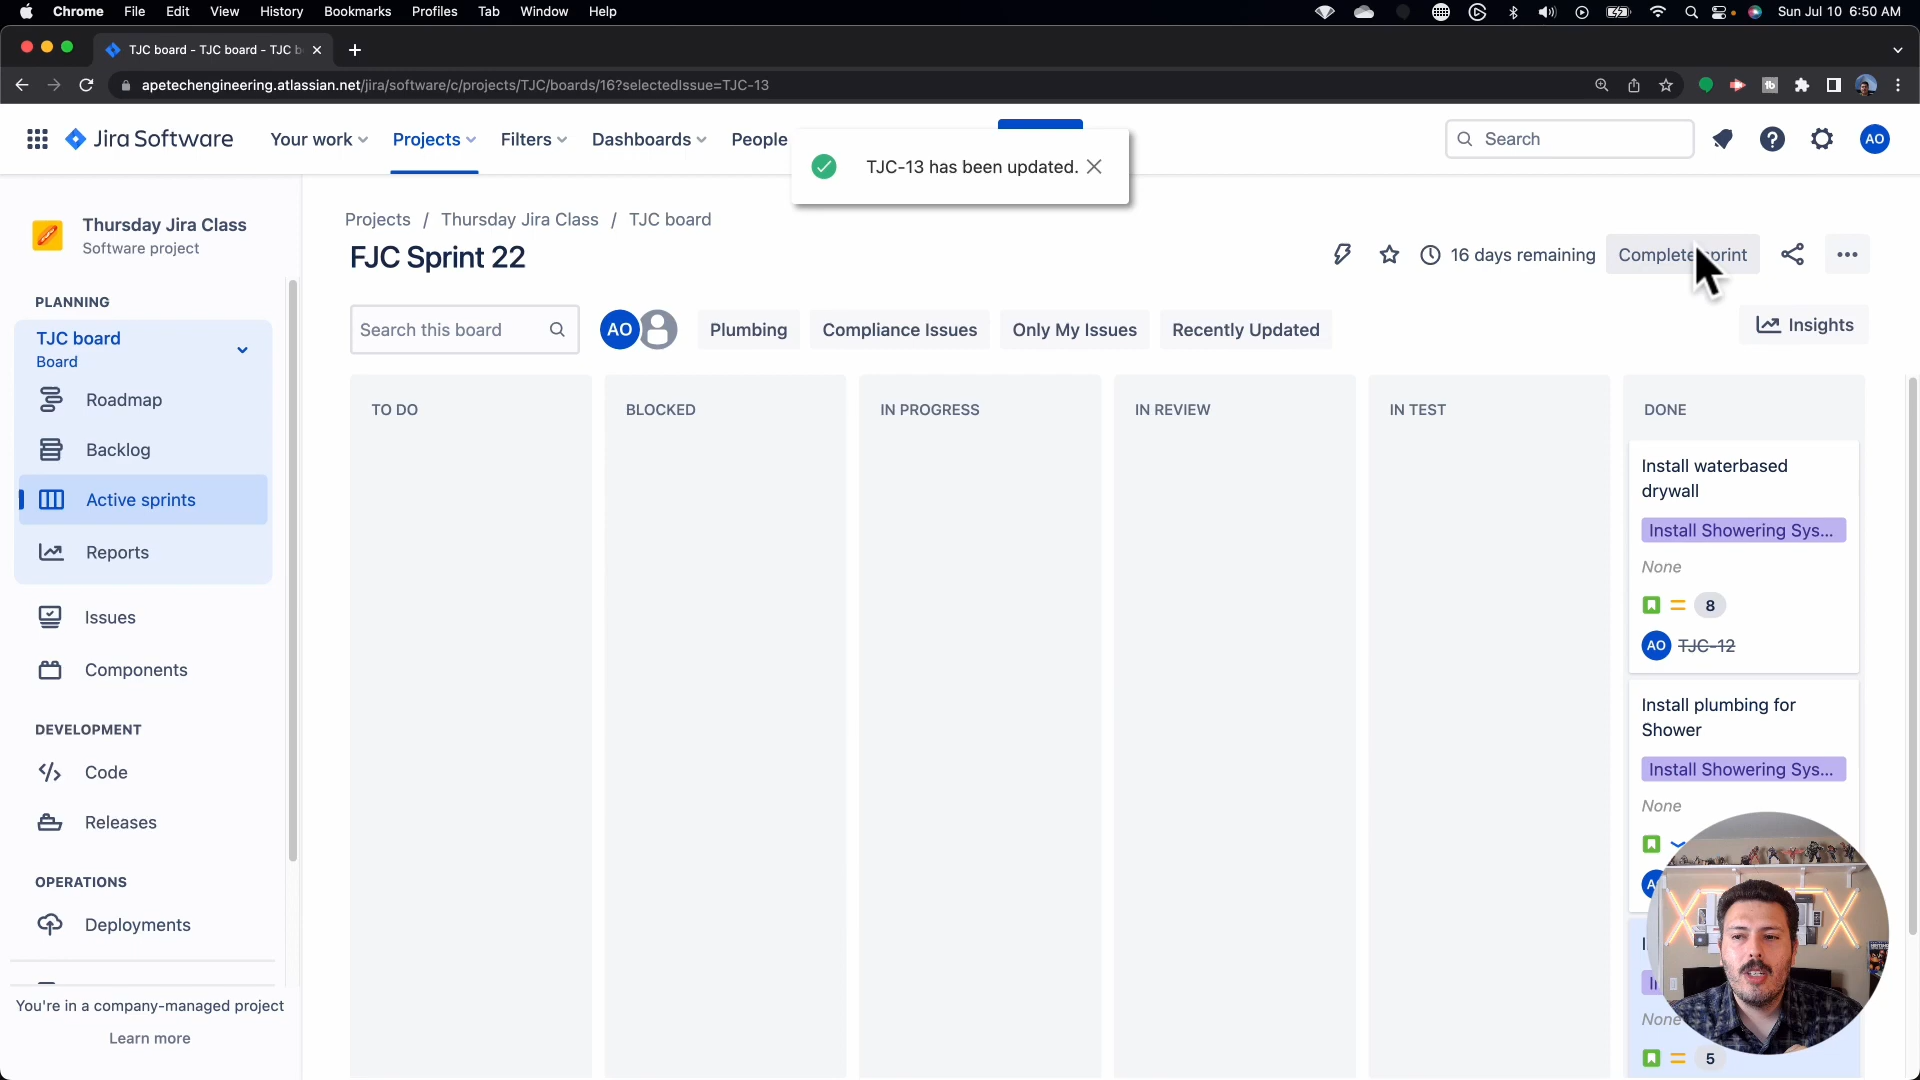 Chrome File Edit View History Bookmarks Profiles Tab Window Help Sun Jul 10 6:50 AM
TJC board - TJC board - TJC b
apetechengineering.atlassian.net/jira/software/c/projects/TJC/boards/16?selectedIssue=TJC-13
Jira Software Your work Projects Filters Dashboards People Search AO
TJC-13 has been updated.
Thursday Jira Class
Software project
Projects / Thursday Jira Class / TJC board
FJC Sprint 22
16 days remaining Complete sprint
PLANNING
TJC board
Board
Search this board AO Plumbing Compliance Issues Only My Issues Recently Updated Insights
Roadmap
Backlog
Active sprints
Reports
Issues
Components
DEVELOPMENT
Code
Releases
OPERATIONS
Deployments
You're in a company-managed project
Learn more
TO DO BLOCKED IN PROGRESS IN REVIEW IN TEST DONE
Install waterbased
drywall
Install Showering Sys...
None
8
AO TJC-12
Install plumbing for
Shower
Install Showering Sys...
None
None
5